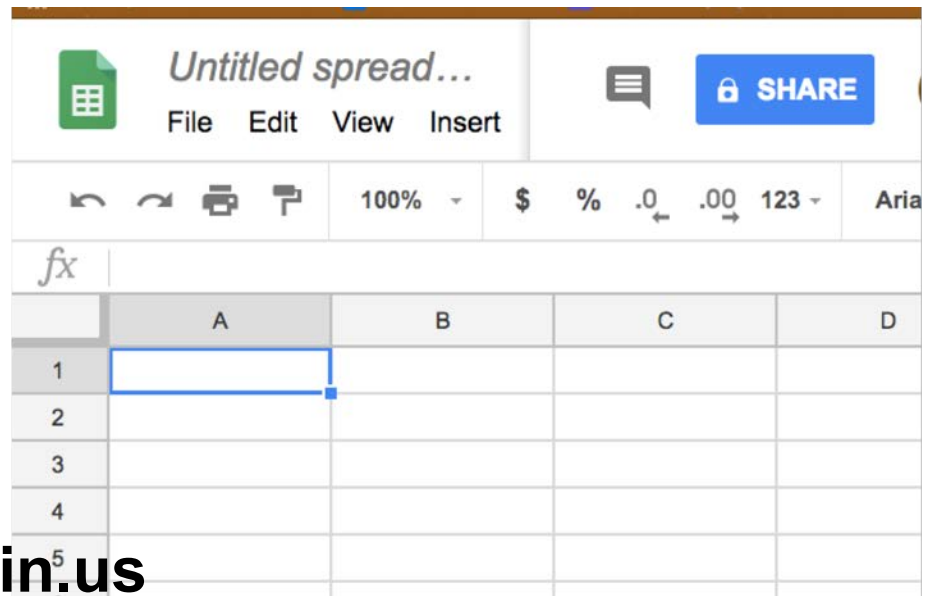 Untitled spread...
SHARE
File Edit View Insert
100% $ % .0 .00 123 Aria
fx
A B C D
1
2
3
4
5
in.us